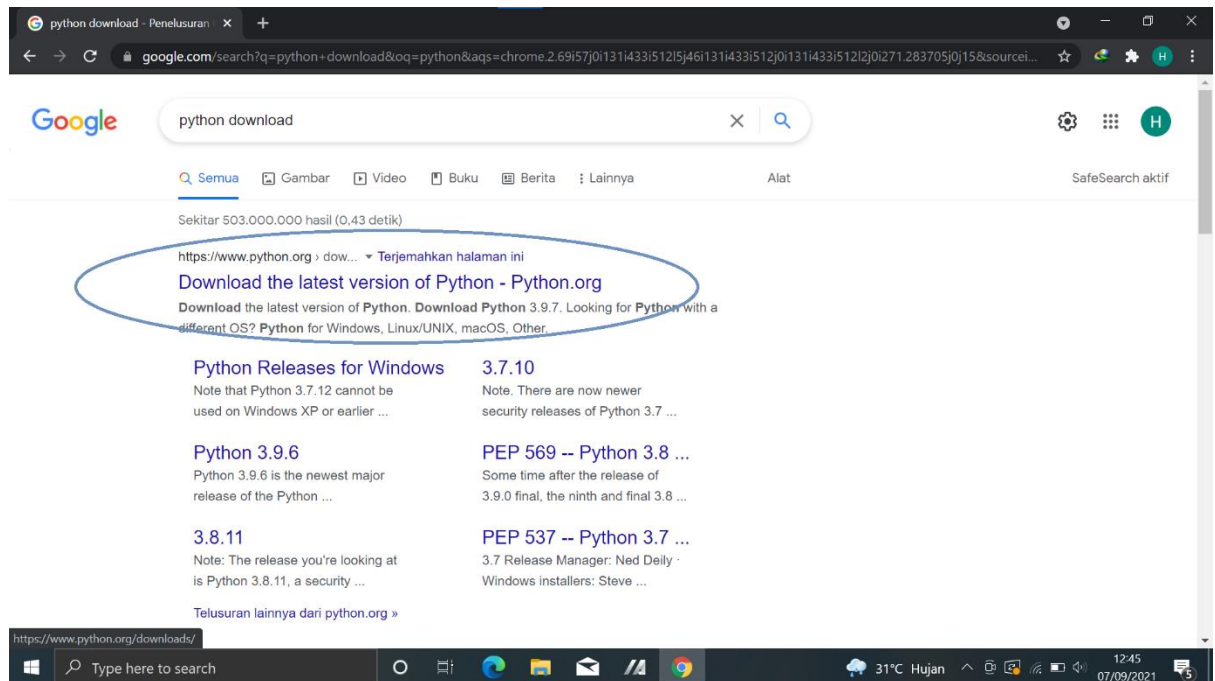 python download - Penelusuran
google.com/search?q=python+download&oq=python&aqs=chrome.2.69i57j0i131i433i512l5j46i131i433i512j0i131i433i512l2j0i271.283705j0j15&sourcei...
H
Google
python download
H
Semua
Gambar
Video
Buku
Berita
Lainnya
Alat
SafeSearch aktif
Sekitar 503.000.000 hasil (0,43 detik)
https://www.python.org › dow... Terjemahkan halaman ini
Download the latest version of Python - Python.org
Download the latest version of Python. Download Python 3.9.7. Looking for Python with a
different OS? Python for Windows, Linux/UNIX, macOS, Other.
Python Releases for Windows
Note that Python 3.7.12 cannot be
used on Windows XP or earlier ...
3.7.10
Note. There are now newer
security releases of Python 3.7 ...
Python 3.9.6
Python 3.9.6 is the newest major
release of the Python ...
PEP 569 -- Python 3.8 ...
Some time after the release of
3.9.0 final, the ninth and final 3.8 ...
3.8.11
Note: The release you're looking at
is Python 3.8.11, a security ...
PEP 537 -- Python 3.7 ...
3.7 Release Manager: Ned Deily ·
Windows installers: Steve ...
Telusuran lainnya dari python.org »
https://www.python.org/downloads/
Type here to search
31°C Hujan
12:45
07/09/2021
5